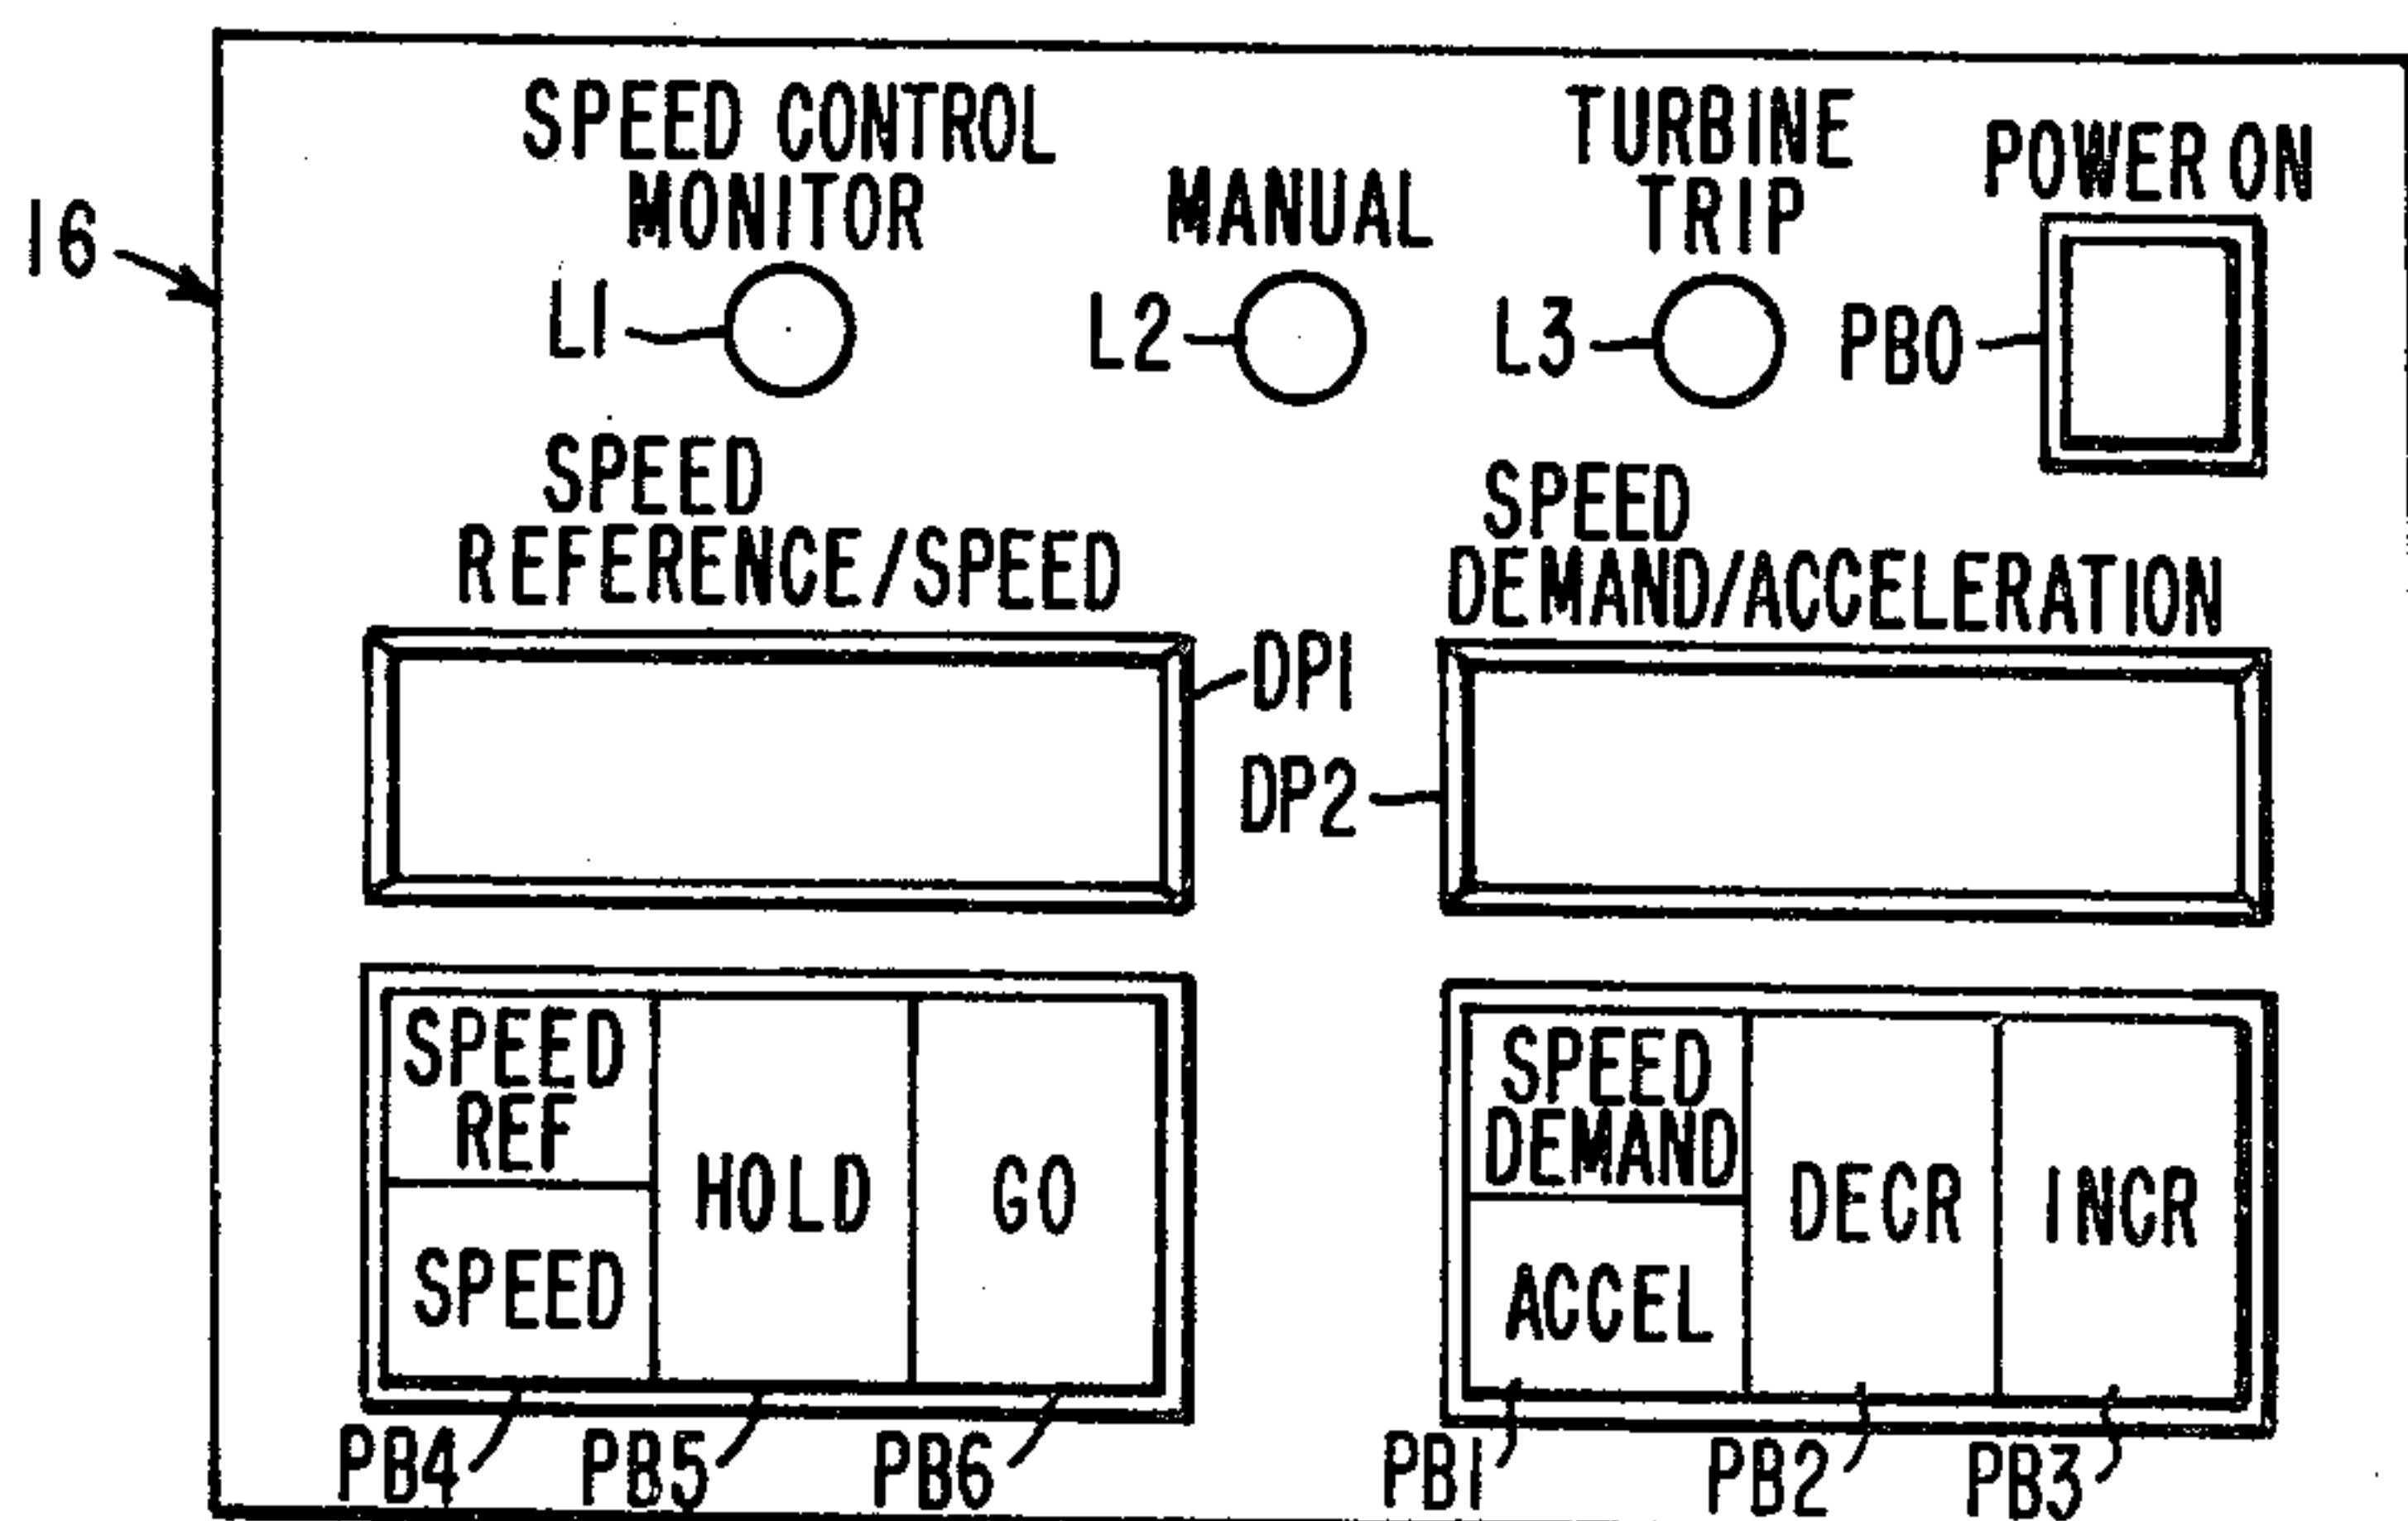 SPEED CONTROL
MONITOR
MANUAL
TURBINE
TRIP
POWER ON
16
L1
L2
L3
PB0
SPEED
REFERENCE/SPEED
SPEED
DEMAND/ACCELERATION
DP1
DP2
SPEED
REF
SPEED
HOLD
GO
SPEED
DEMAND
ACCEL
DECR
INCR
PB4
PB5
PB6
PB1
PB2
PB3